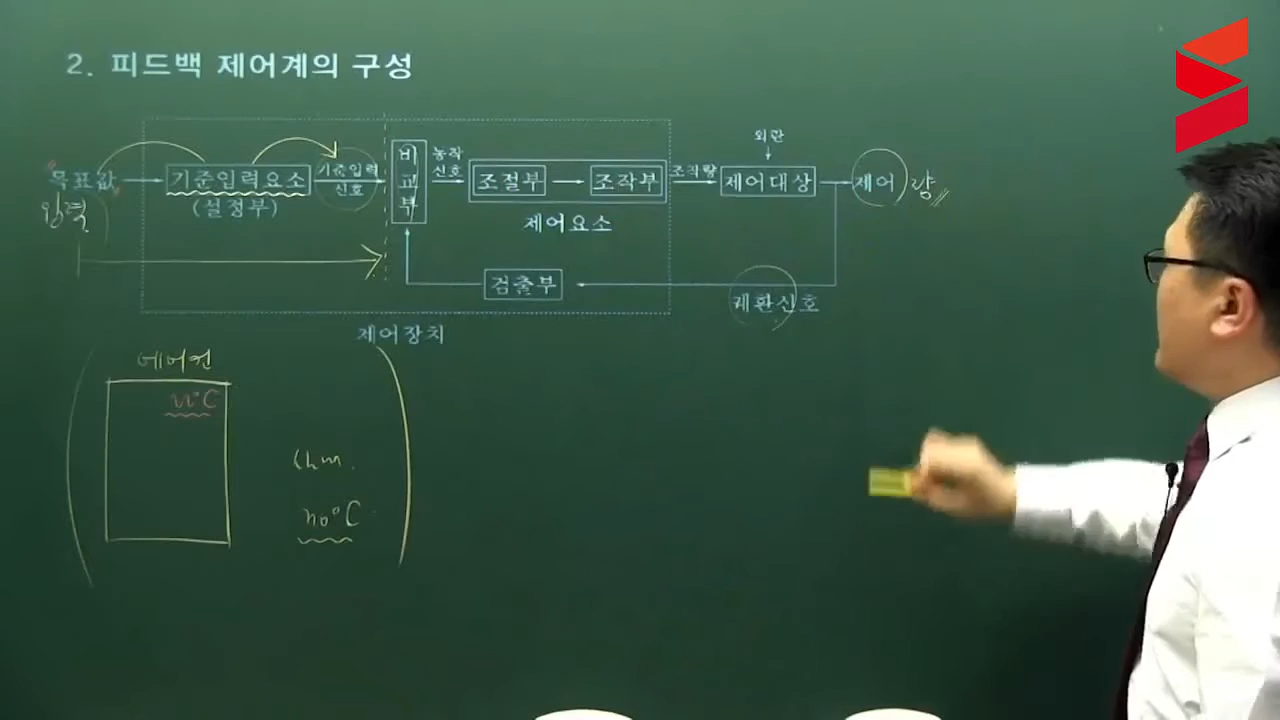 2. 피드백 제어계의 구성
외란
목표값
기준입력요소
기준입력
신호
비교부
동작
신호
조절부
조작부
조작량
제어대상
제어량
입력
(설정부)
제어요소
검출부
궤환신호
제어장치
에어컨